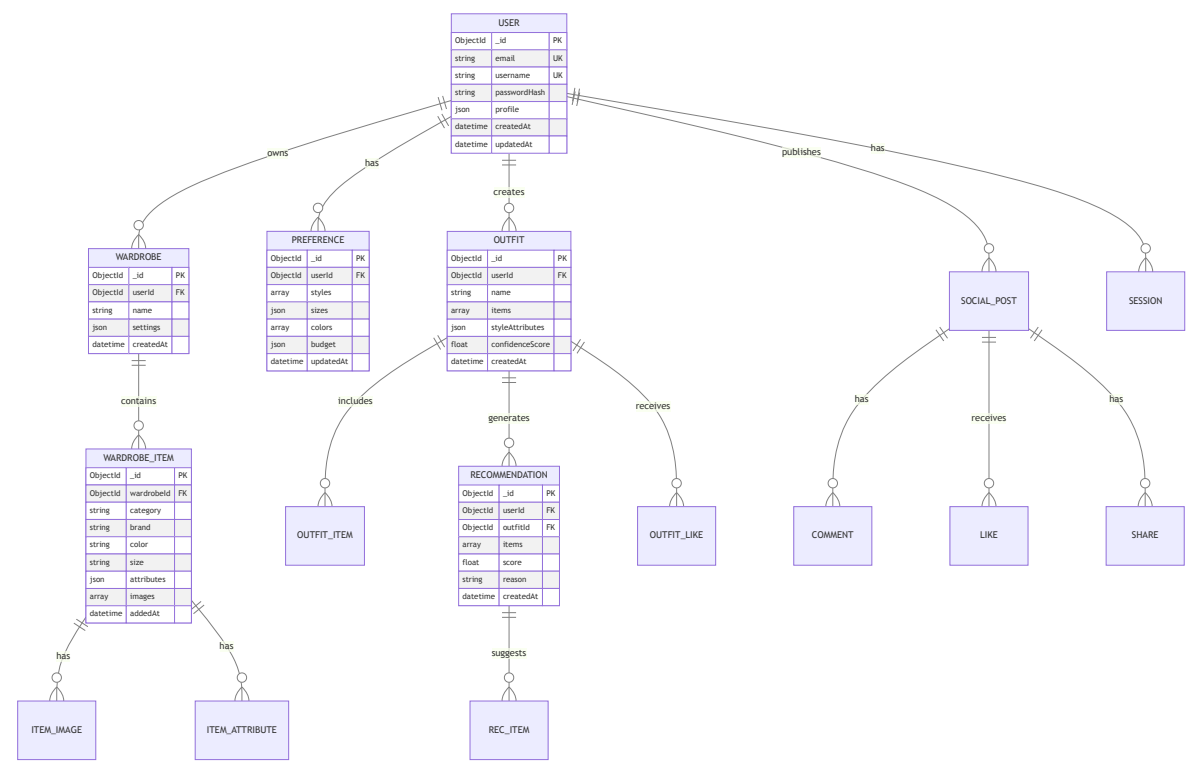 USER
ObjectId _id PK
string email UK
string username UK
string passwordHash
json profile
datetime createdAt
datetime updatedAt
owns
has
creates
publishes
has
WARDROBE
ObjectId _id PK
ObjectId userId FK
string name
json settings
datetime createdAt
PREFERENCE
ObjectId _id PK
ObjectId userId FK
array styles
json sizes
array colors
json budget
datetime updatedAt
OUTFIT
ObjectId _id PK
ObjectId userId FK
string name
array items
json styleAttributes
float confidenceScore
datetime createdAt
SOCIAL_POST
SESSION
contains
includes
generates
receives
has
receives
has
WARDROBE_ITEM
ObjectId _id PK
ObjectId wardrobeId FK
string category
string brand
string color
string size
json attributes
array images
datetime addedAt
OUTFIT_ITEM
RECOMMENDATION
ObjectId _id PK
ObjectId userId FK
ObjectId outfitId FK
array items
float score
string reason
datetime createdAt
OUTFIT_LIKE
COMMENT
LIKE
SHARE
has
has
suggests
ITEM_IMAGE
ITEM_ATTRIBUTE
REC_ITEM